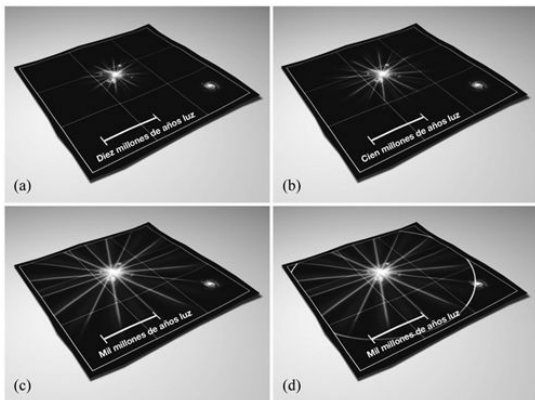 Diez millones de años luz
(a)
Cien millones de años luz
(b)
Mil millones de años luz
(c)
Mil millones de años luz
(d)